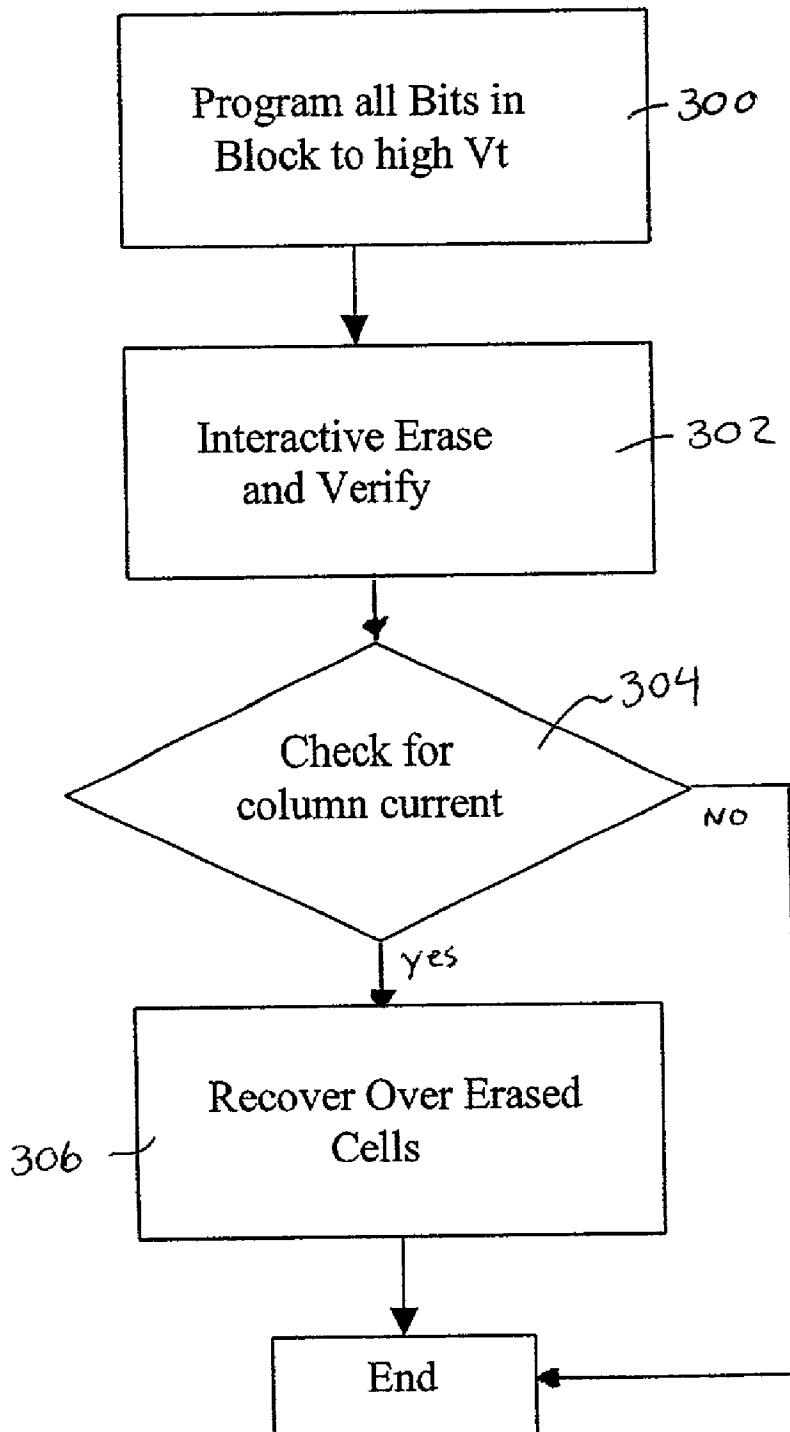 Program all Bits in
Block to high Vt
300
Interactive Erase
and Verify
302
304
Check for
column current
NO
yes
Recover Over Erased
Cells
306
End